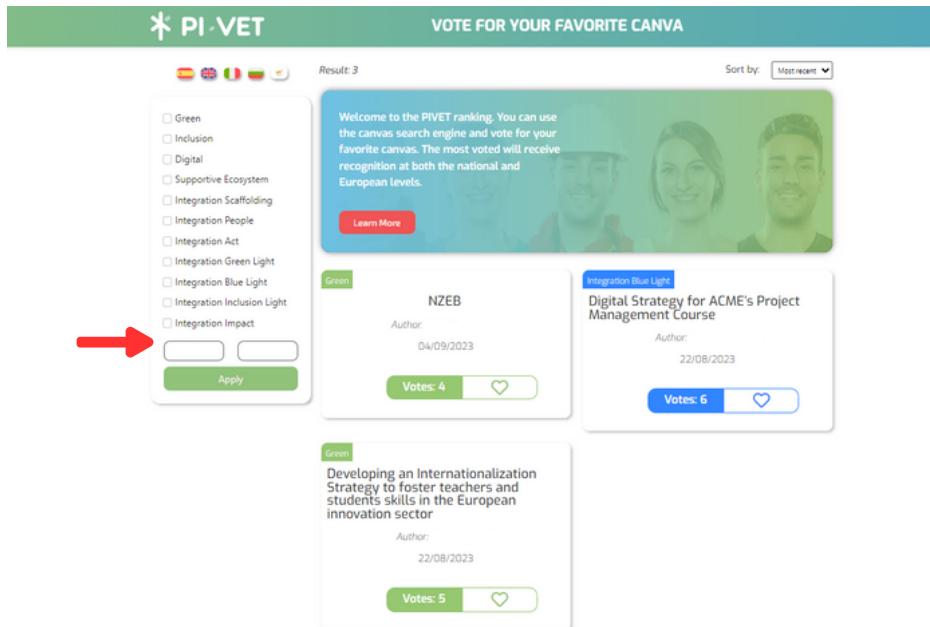 PI VET
VOTE FOR YOUR FAVORITE CANVA
Result: 3
Sort by:
Most recent
Green
Inclusion
Digital
Supportive Ecosystem
Integration Scaffolding
Integration People
Integration Act
Integration Green Light
Integration Blue Light
Integration Inclusion Light
Integration Impact
Apply
Welcome to the PIVET ranking. You can use
the canvas search engine and vote for your
favorite canvas. The most voted will receive
recognition at both the national and
European levels.
Learn More
Green
NZEB
Author:
04/09/2023
Votes: 4
Integration Blue Light
Digital Strategy for ACME's Project
Management Course
Author:
22/08/2023
Votes: 6
Green
Developing an Internationalization
Strategy to foster teachers and
students skills in the European
innovation sector
Author:
22/08/2023
Votes: 5